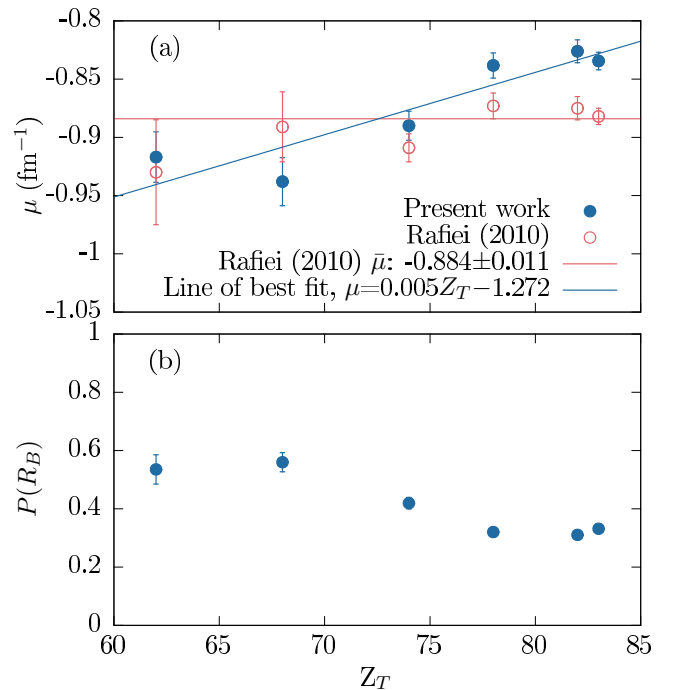 -0.8
(a)
-0.85
-0.9
μ (fm⁻¹)
-0.95
Present work
Rafiei (2010)
-1
Rafiei (2010) μ̄: -0.884±0.011
Line of best fit, μ=0.005Z_T−1.272
-1.05
1
(b)
0.8
0.6
P(R_B)
0.4
0.2
0
60 65 70 75 80 85
Z_T